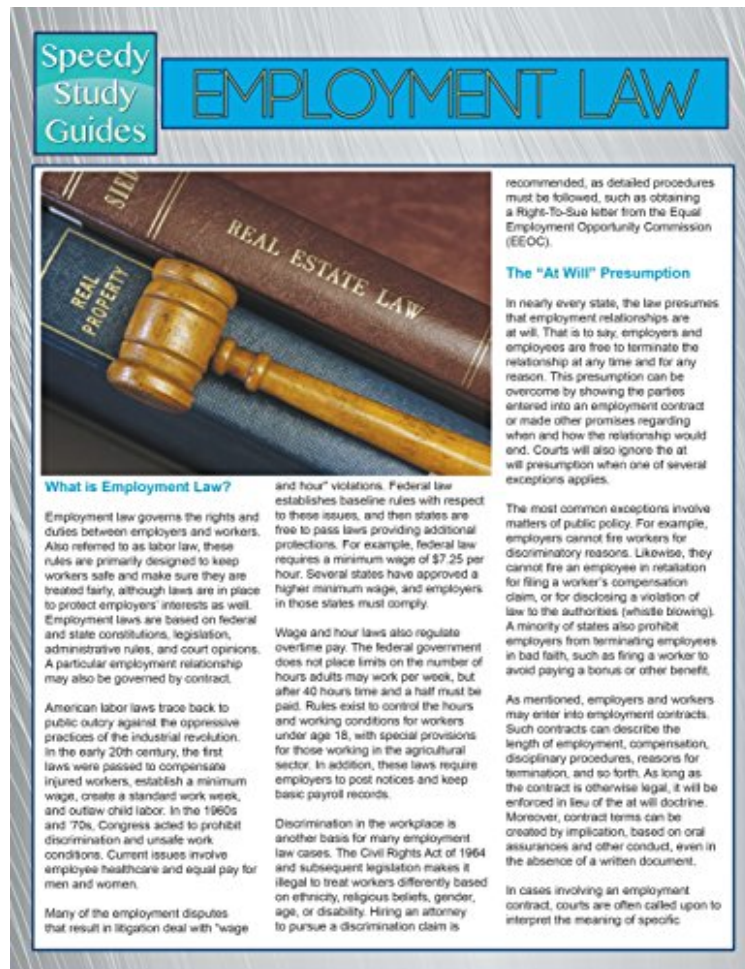 Speedy
Study
Guides
EMPLOYMENT LAW
SIED
REAL ESTATE LAW
REAL
PROPERTY
What is Employment Law?
Employment law governs the rights and
duties between employers and workers.
Also referred to as labor law, these
rules are primarily designed to keep
workers safe and make sure they are
treated fairly, although laws are in place
to protect employers' interests as well.
Employment laws are based on federal
and state constitutions, legislation,
administrative rules, and court opinions.
A particular employment relationship
may also be governed by contract.
American labor laws trace back to
public outcry against the oppressive
practices of the industrial revolution.
In the early 20th century, the first
laws were passed to compensate
injured workers, establish a minimum
wage, create a standard work week,
and outlaw child labor. In the 1960s
and '70s, Congress acted to prohibit
discrimination and unsafe work
conditions. Current issues involve
employee healthcare and equal pay for
men and women.
Many of the employment disputes
that result in litigation deal with "wage
and hour" violations. Federal law
establishes baseline rules with respect
to these issues, and then states are
free to pass laws providing additional
protections. For example, federal law
requires a minimum wage of $7.25 per
hour. Several states have approved a
higher minimum wage, and employers
in those states must comply.
Wage and hour laws also regulate
overtime pay. The federal government
does not place limits on the number of
hours adults may work per week, but
after 40 hours time and a half must be
paid. Rules exist to control the hours
and working conditions for workers
under age 18, with special provisions
for those working in the agricultural
sector. In addition, these laws require
employers to post notices and keep
basic payroll records.
Discrimination in the workplace is
another basis for many employment
law cases. The Civil Rights Act of 1964
and subsequent legislation makes it
illegal to treat workers differently based
on ethnicity, religious beliefs, gender,
age, or disability. Hiring an attorney
to pursue a discrimination claim is
recommended, as detailed procedures
must be followed, such as obtaining
a Right-To-Sue letter from the Equal
Employment Opportunity Commission
(EEOC).
The "At Will" Presumption
In nearly every state, the law presumes
that employment relationships are
at will. That is to say, employers and
employees are free to terminate the
relationship at any time and for any
reason. This presumption can be
overcome by showing the parties
entered into an employment contract
or made other promises regarding
when and how the relationship would
end. Courts will also ignore the at
will presumption when one of several
exceptions applies.
The most common exceptions involve
matters of public policy. For example,
employers cannot fire workers for
discriminatory reasons. Likewise, they
cannot fire an employee in retaliation
for filing a worker's compensation
claim, or for disclosing a violation of
law to the authorities (whistle blowing).
A minority of states also prohibit
employers from terminating employees
in bad faith, such as firing a worker to
avoid paying a bonus or other benefit.
As mentioned, employers and workers
may enter into employment contracts.
Such contracts can describe the
length of employment, compensation,
disciplinary procedures, reasons for
termination, and so forth. As long as
the contract is otherwise legal, it will be
enforced in lieu of the at will doctrine.
Moreover, contract terms can be
created by implication, based on oral
assurances and other conduct, even in
the absence of a written document.
In cases involving an employment
contract, courts are often called upon to
interpret the meaning of specific